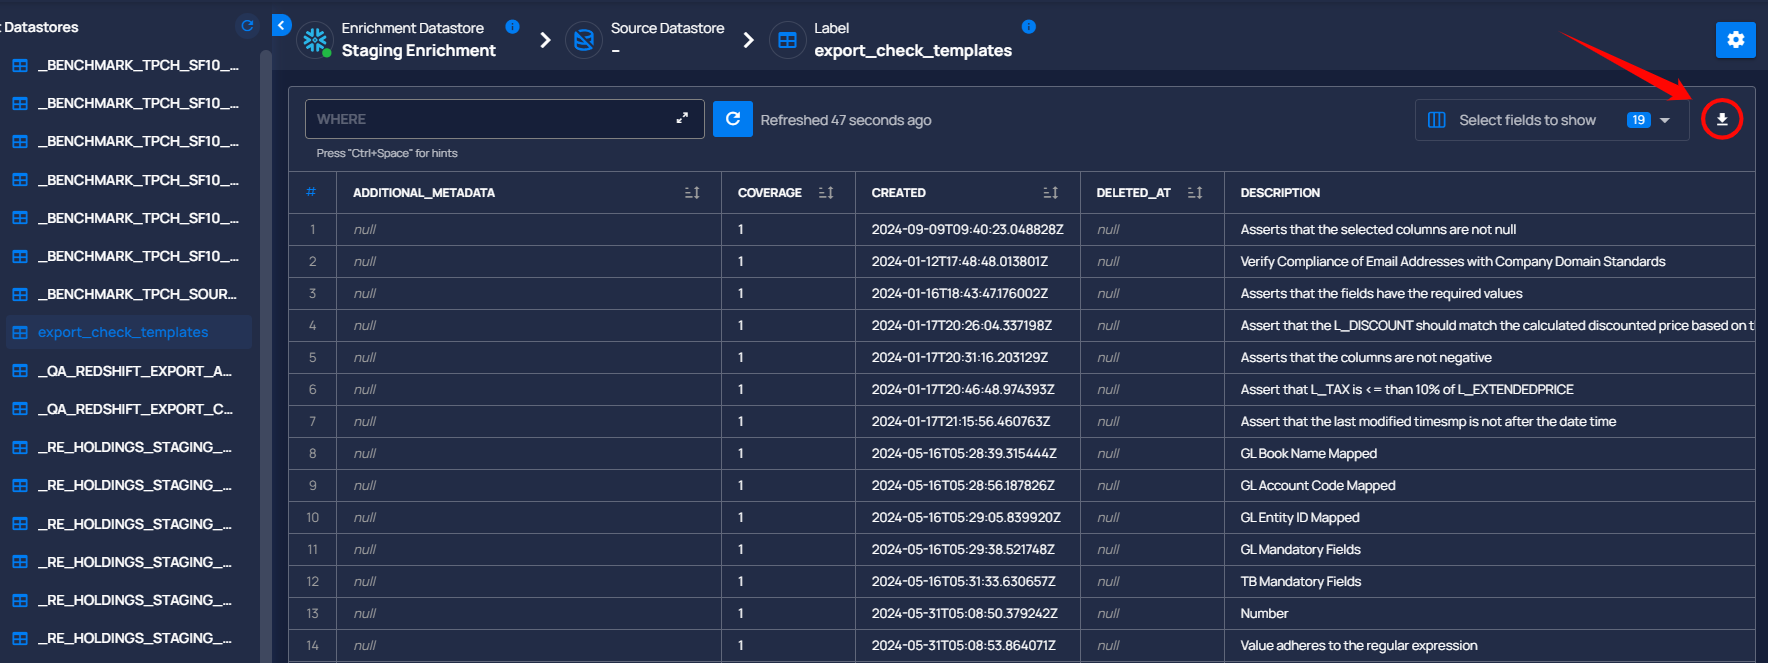 t Datastores
_BENCHMARK_TPCH_SF10_...
_BENCHMARK_TPCH_SF10_...
_BENCHMARK_TPCH_SF10_...
_BENCHMARK_TPCH_SF10_...
_BENCHMARK_TPCH_SF10_...
_BENCHMARK_TPCH_SF10_...
_BENCHMARK_TPCH_SOUR...
export_check_templates
_QA_REDSHIFT_EXPORT_A...
_QA_REDSHIFT_EXPORT_C...
_RE_HOLDINGS_STAGING_...
_RE_HOLDINGS_STAGING_...
_RE_HOLDINGS_STAGING_...
_RE_HOLDINGS_STAGING_...
_RE_HOLDINGS_STAGING_...
_RE_HOLDINGS_STAGING_...
Enrichment Datastore
Staging Enrichment
Source Datastore
–
Label
export_check_templates
WHERE
Refreshed 47 seconds ago
Select fields to show 19
Press "Ctrl+Space" for hints
# ADDITIONAL_METADATA COVERAGE CREATED DELETED_AT DESCRIPTION
1 null 1 2024-09-09T09:40:23.048828Z null Asserts that the selected columns are not null
2 null 1 2024-01-12T17:48:48.013801Z null Verify Compliance of Email Addresses with Company Domain Standards
3 null 1 2024-01-16T18:43:47.176002Z null Asserts that the fields have the required values
4 null 1 2024-01-17T20:26:04.337198Z null Assert that the L_DISCOUNT should match the calculated discounted price based on t
5 null 1 2024-01-17T20:31:16.203129Z null Asserts that the columns are not negative
6 null 1 2024-01-17T20:46:48.974393Z null Assert that L_TAX is <= than 10% of L_EXTENDEDPRICE
7 null 1 2024-01-17T21:15:56.460763Z null Assert that the last modified timesmp is not after the date time
8 null 1 2024-05-16T05:28:39.315444Z null GL Book Name Mapped
9 null 1 2024-05-16T05:28:56.187826Z null GL Account Code Mapped
10 null 1 2024-05-16T05:29:05.839920Z null GL Entity ID Mapped
11 null 1 2024-05-16T05:29:38.521748Z null GL Mandatory Fields
12 null 1 2024-05-16T05:31:33.630657Z null TB Mandatory Fields
13 null 1 2024-05-31T05:08:50.379242Z null Number
14 null 1 2024-05-31T05:08:53.864071Z null Value adheres to the regular expression